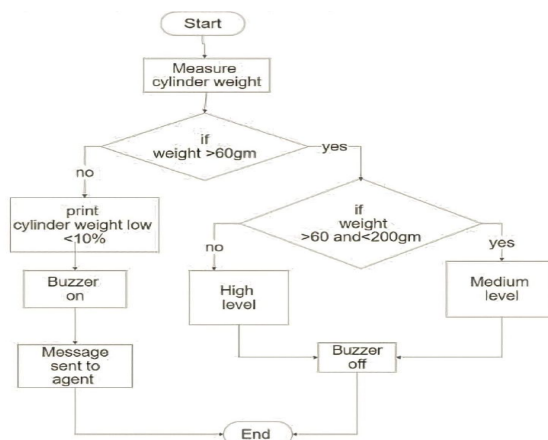 Start
Measure
cylinder weight
if
weight >60gm
yes
no
print
cylinder weight low
<10%
if
weight
>60 and<200gm
no
yes
Buzzer
on
High
level
Medium
level
Message
sent to
agent
Buzzer
off
End